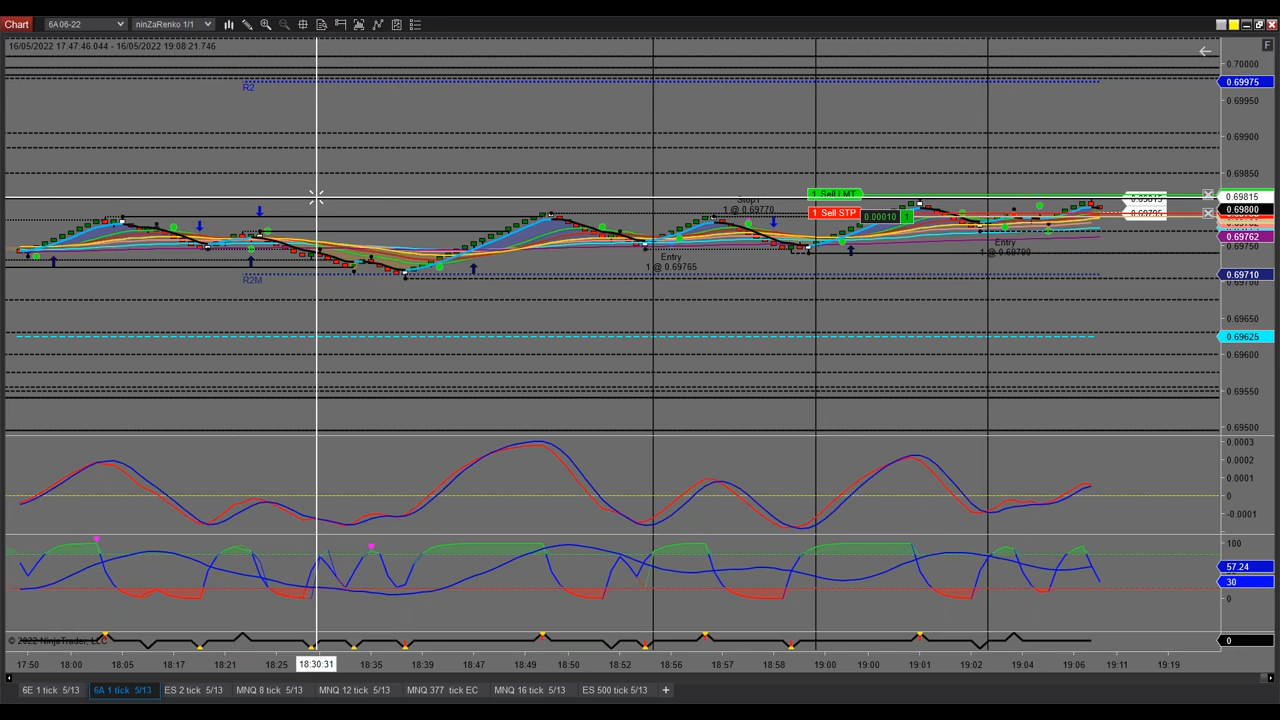 Chart 6A 06-22 ninZaRenko 1/1
16/05/2022 17:47:46.044 - 16/05/2022 19:08:21.746
F
R2
R2M
1 @ 0.69770
Entry
1 @ 0.69765
1 Sell LMT
1 Sell STP 0.00010 1
Entry
1 @ 0.69790
0.70000
0.69975
0.69950
0.69900
0.69850
0.69815
0.69800
0.69762
0.69750
0.69710
0.69700
0.69650
0.69625
0.69600
0.69550
0.69500
0.0003
0.0002
0.0001
0
-0.0001
100
57.24
30
0
0
© 2022 NinjaTrader, LLC
17:50 18:00 18:05 18:17 18:21 18:25 18:30:31 18:35 18:39 18:47 18:49 18:50 18:52 18:56 18:56 18:58 19:00 19:00 19:01 19:02 19:04 19:06 19:11 19:19
6E 1 tick 5/13 6A 1 tick 5/13 ES 2 tick 5/13 MNQ 8 tick 5/13 MNQ 12 tick 5/13 MNQ 377 tick EC MNQ 16 tick 5/13 ES 500 tick 5/13 +